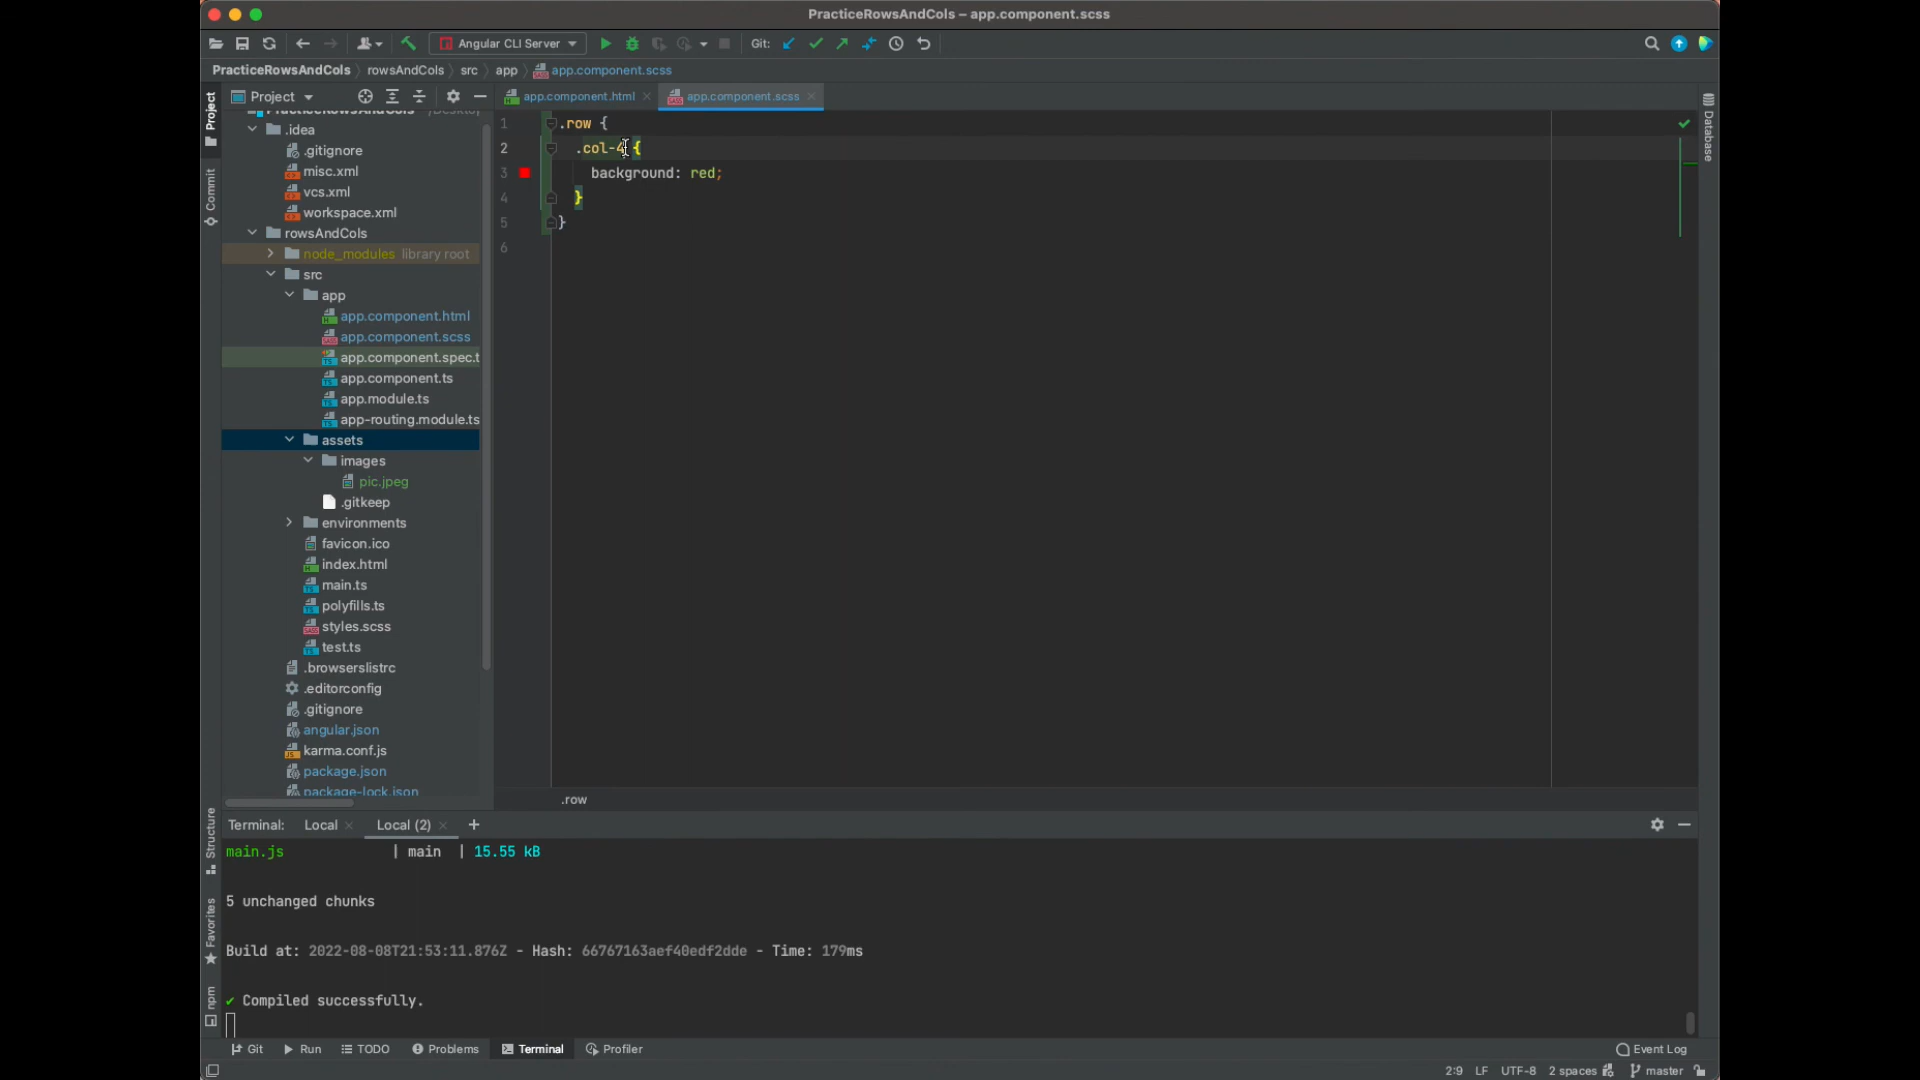 PracticeRowsAndCols – app.component.scss
Angular CLI Server
Git:
PracticeRowsAndCols rowsAndCols src app app.component.scss
Project
Project
app.component.html
app.component.scss
Database
1 .row {
2 .col-4 {
3 background: red;
4 }
5 }
6
.idea
.gitignore
misc.xml
vcs.xml
workspace.xml
Commit
rowsAndCols
node_modules library root
src
app
app.component.html
app.component.scss
app.component.spec.t
app.component.ts
app.module.ts
app-routing.module.ts
assets
images
pic.jpeg
.gitkeep
environments
favicon.ico
index.html
main.ts
polyfills.ts
styles.scss
test.ts
.browserslistrc
.editorconfig
.gitignore
angular.json
karma.conf.js
package.json
package-lock.json
.row
Structure
Favorites
npm
Terminal: Local Local (2) +
main.js | main | 15.55 kB
5 unchanged chunks
Build at: 2022-08-08T21:53:11.876Z - Hash: 66767163aef40edf2dde - Time: 179ms
✔ Compiled successfully.
Git Run TODO Problems Terminal Profiler
Event Log
2:9 LF UTF-8 2 spaces master